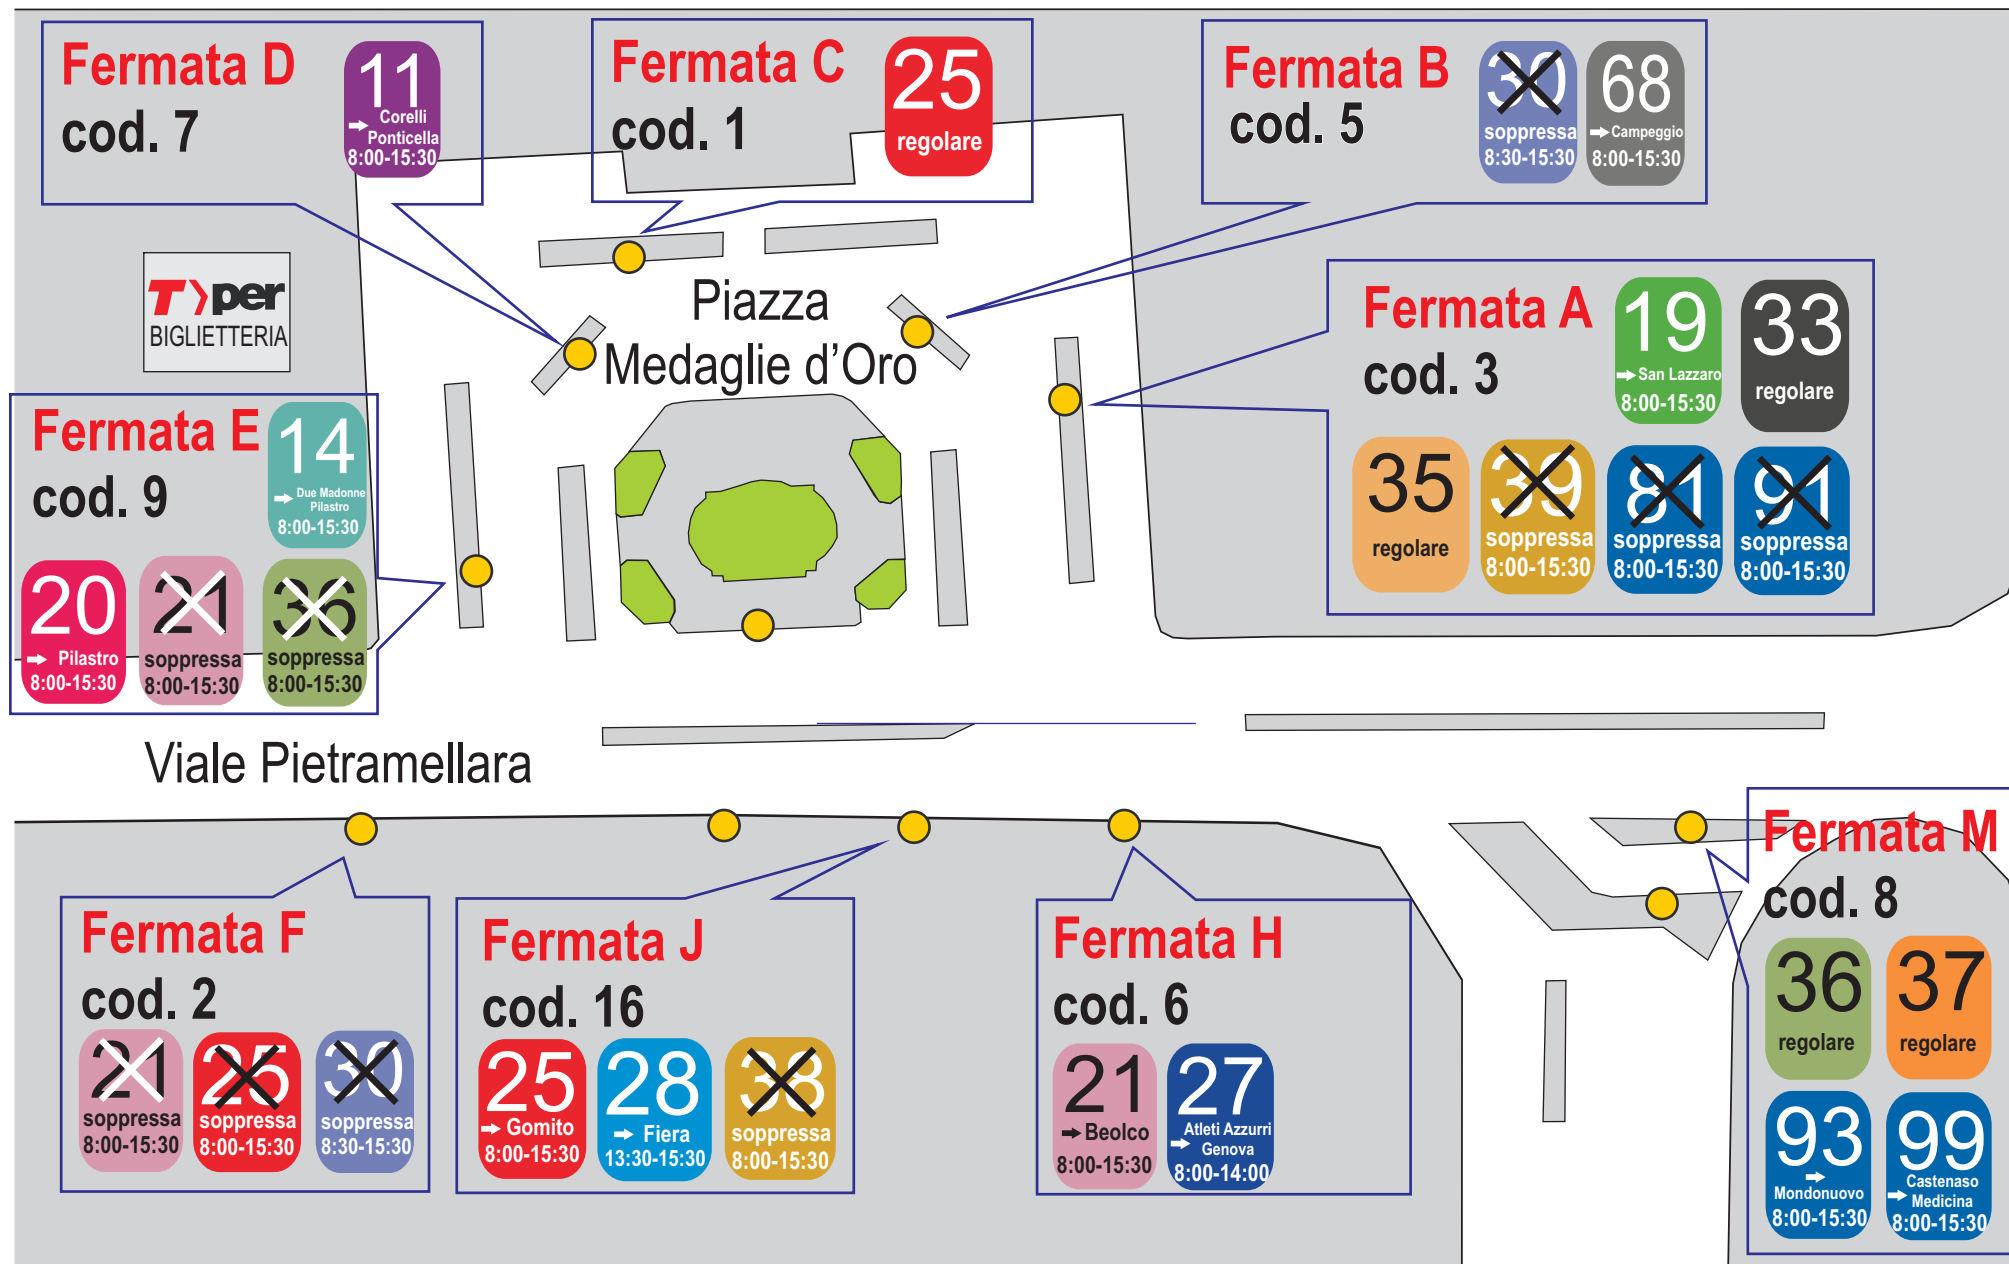 Fermata D
cod. 7
11
Corelli
Ponticella
8:00-15:30
Fermata C
cod. 1
25
regolare
Fermata B
cod. 5
30
soppressa
8:30-15:30
68
Campeggio
8:00-15:30
T per
BIGLIETTERIA
Piazza
Medaglie d'Oro
Fermata A
cod. 3
19
San Lazzaro
8:00-15:30
33
regolare
35
regolare
39
soppressa
8:00-15:30
81
soppressa
8:00-15:30
91
soppressa
8:00-15:30
Fermata E
cod. 9
14
Due Madonne
Pilastro
8:00-15:30
20
Pilastro
8:00-15:30
21
soppressa
8:00-15:30
36
soppressa
8:00-15:30
Viale Pietramellara
Fermata F
cod. 2
21
soppressa
8:00-15:30
25
soppressa
8:00-15:30
30
soppressa
8:30-15:30
Fermata J
cod. 16
25
Gomito
8:00-15:30
28
Fiera
13:30-15:30
38
soppressa
8:00-15:30
Fermata H
cod. 6
21
Beolco
8:00-15:30
27
Atleti Azzurri
Genova
8:00-14:00
Fermata M
cod. 8
36
regolare
37
regolare
93
Mondonuovo
8:00-15:30
99
Castenaso
Medicina
8:00-15:30